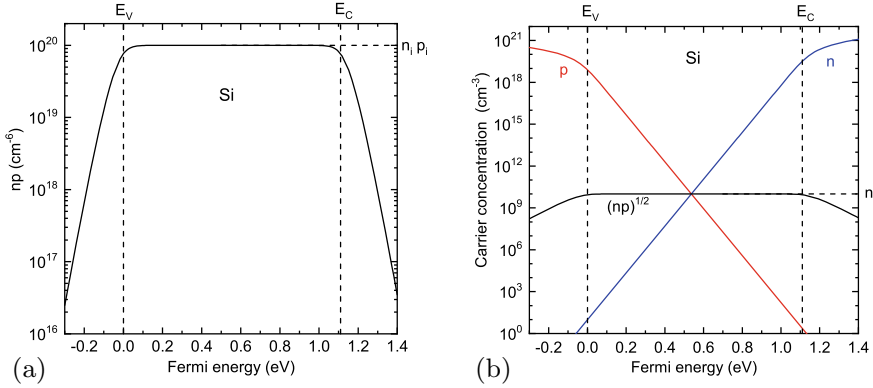 E_V
E_C
10^20
n_i p_i
10^19
Si
np (cm^-6)
10^18
10^17
10^16
-0.2 0.0 0.2 0.4 0.6 0.8 1.0 1.2 1.4
(a)
Fermi energy (eV)
E_V
E_C
10^21
Si
n
p
10^18
10^15
Carrier concentration (cm^-3)
10^12
10^9
n
(np)^1/2
10^6
10^3
10^0
-0.2 0.0 0.2 0.4 0.6 0.8 1.0 1.2 1.4
(b)
Fermi energy (eV)